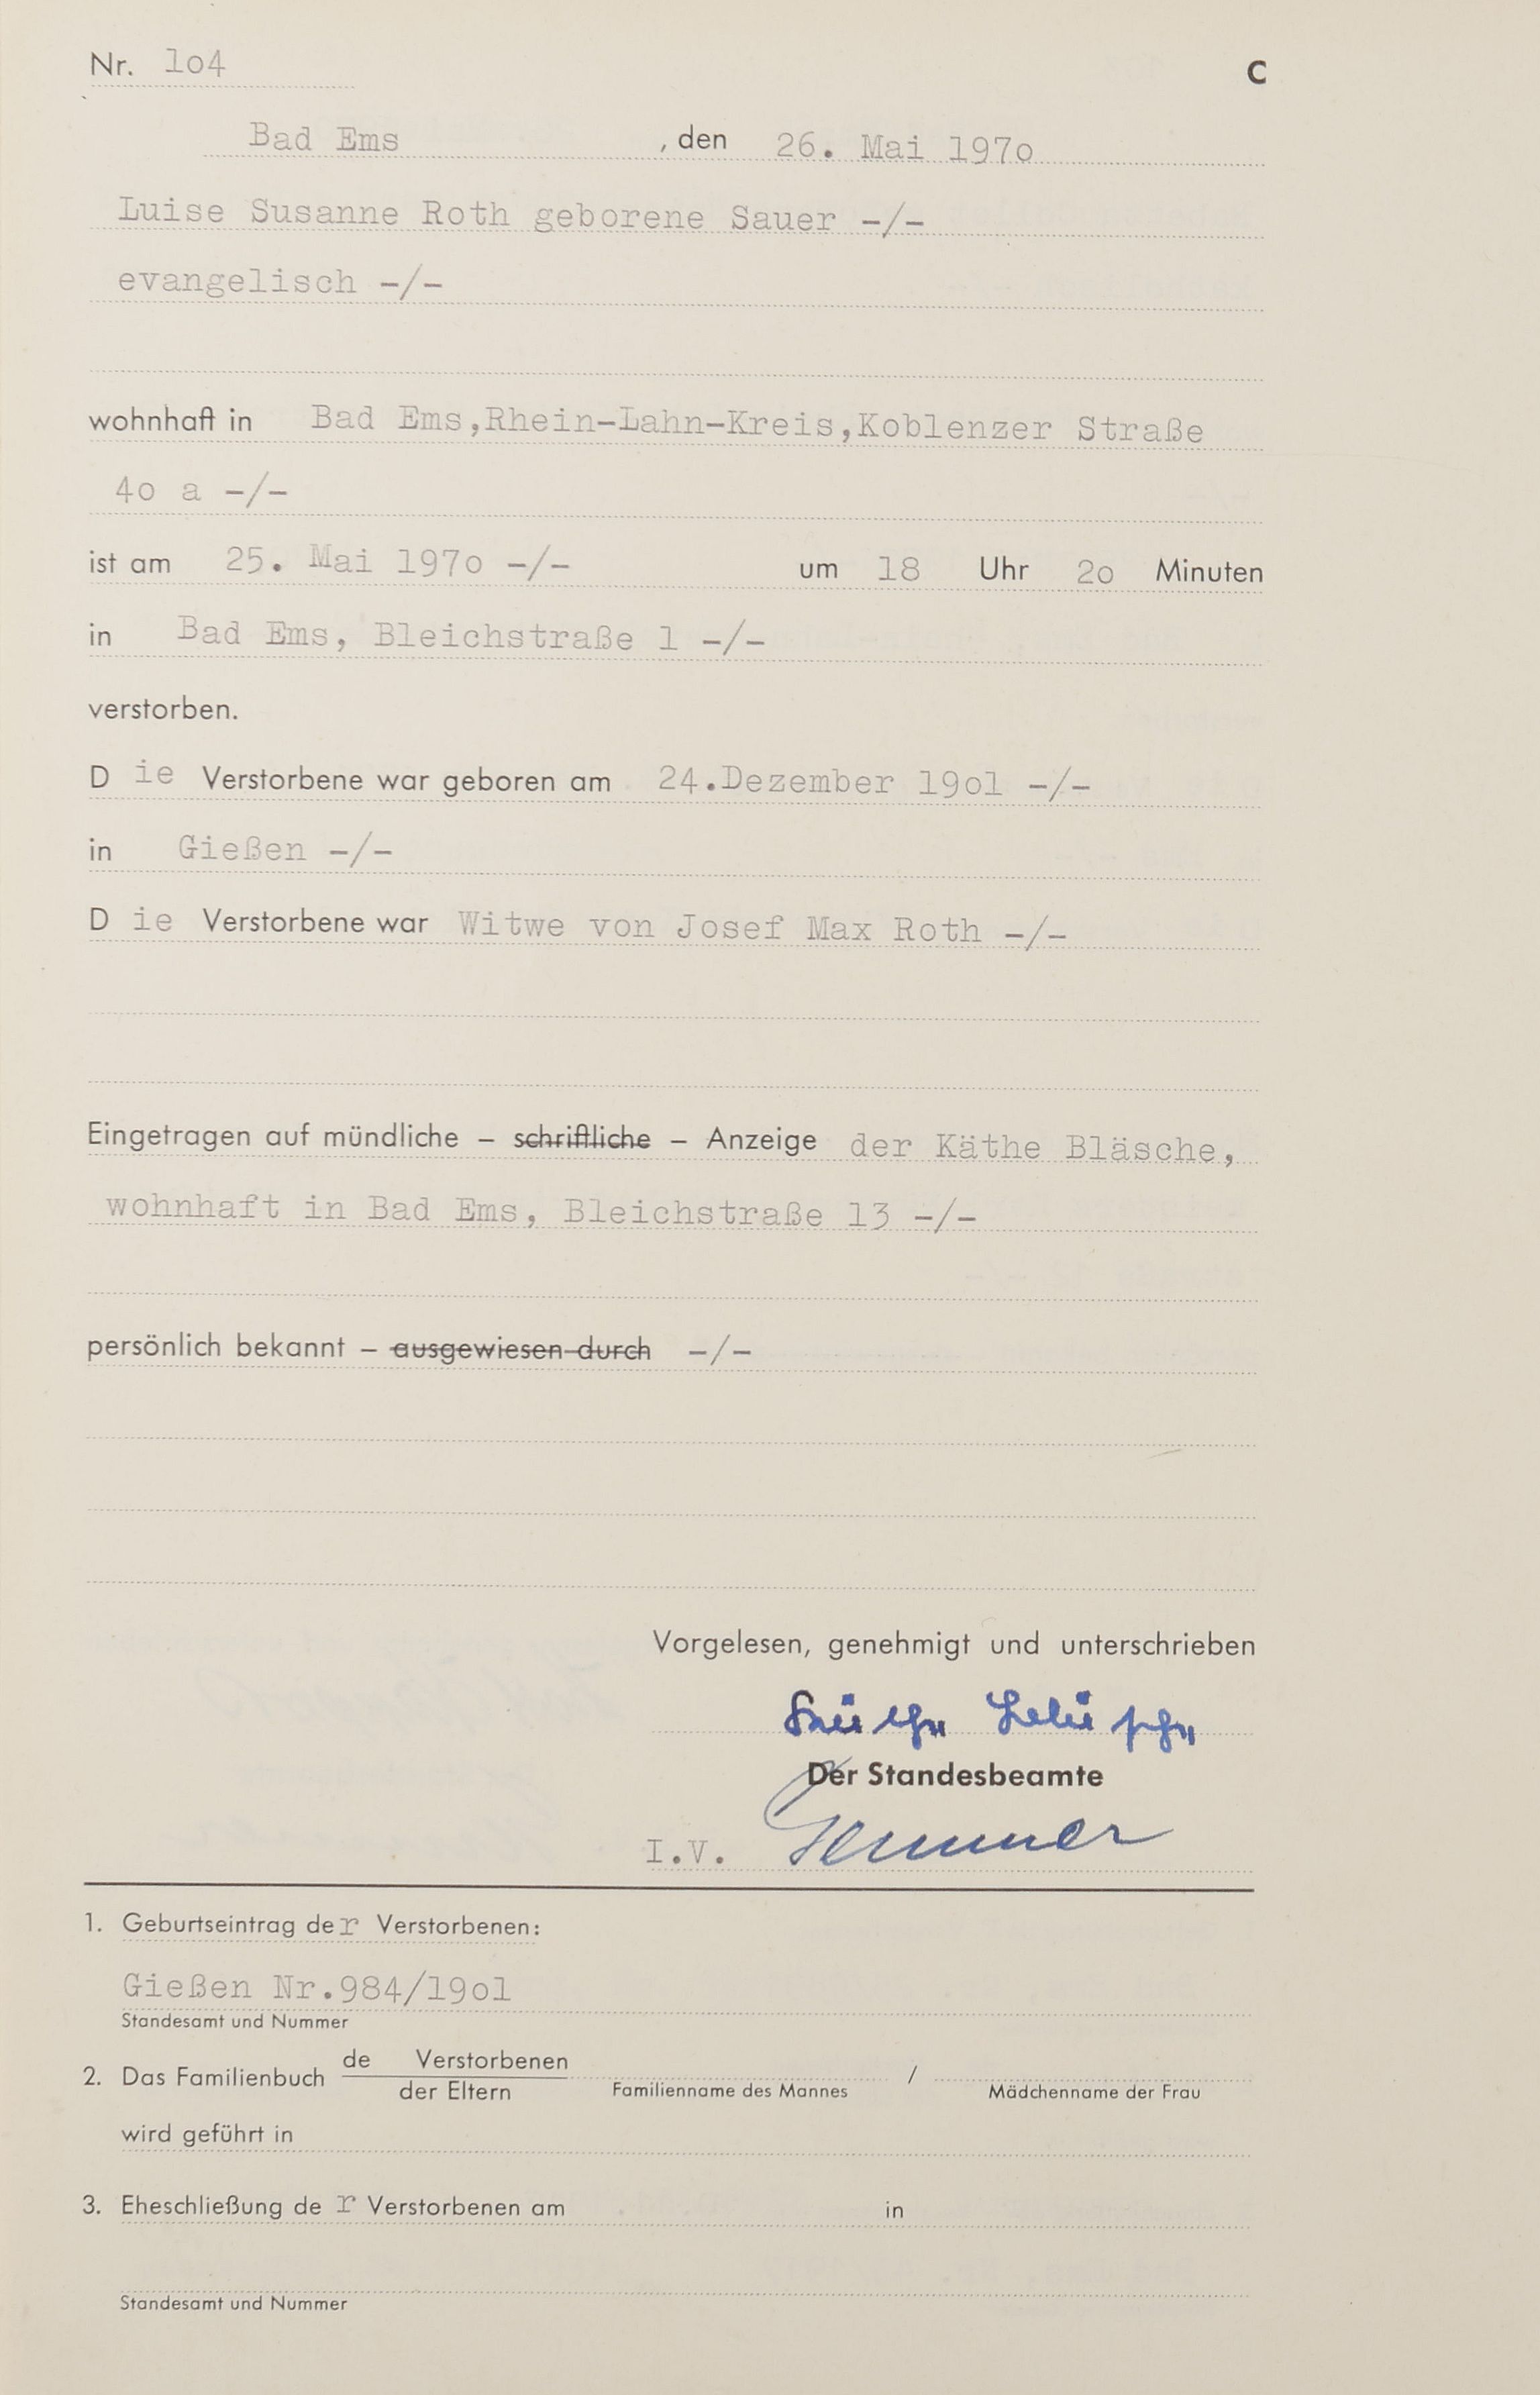 Nr. 1o4 C
Bad Ems , den 26. Mai 197o
Luise Susanne Roth geborene Sauer -/-
evangelisch -/-
wohnhaft in Bad Ems,Rhein-Lahn-Kreis,Koblenzer Straße
4o a -/-
ist am 25. Mai 197o -/- um 18 Uhr 2o Minuten
in Bad Ems, Bleichstraße 1 -/-
verstorben.
D ie Verstorbene war geboren am 24.Dezember 19o1 -/-
in Gießen -/-
D ie Verstorbene war Witwe von Josef Max Roth -/-
Eingetragen auf mündliche – schriftliche – Anzeige der Käthe Bläsche,
wohnhaft in Bad Ems, Bleichstraße 13 -/-
persönlich bekannt – ausgewiesen durch -/-
Vorgelesen, genehmigt und unterschrieben
Käthe Bläsche
Der Standesbeamte
I.V.
1. Geburtseintrag der Verstorbenen:
Gießen Nr.984/19o1
Standesamt und Nummer
de Verstorbenen
2. Das Familienbuch /
der Eltern Familienname des Mannes Mädchenname der Frau
wird geführt in
3. Eheschließung de r Verstorbenen am in
Standesamt und Nummer